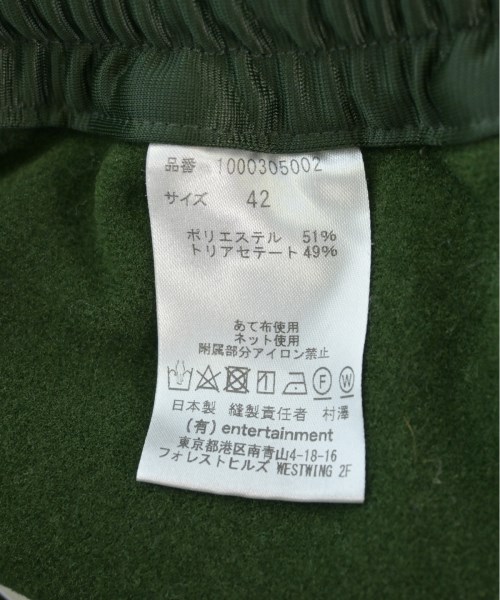 品番 1000305002
サイズ 42
ポリエステル 51%
トリアセテート 49%
あて布使用
ネット使用
附属部分アイロン禁止
F W
日本製 縫製責任者 村澤
(有) entertainment
東京都港区南青山4-18-16
フォレストヒルズ WESTWING 2F